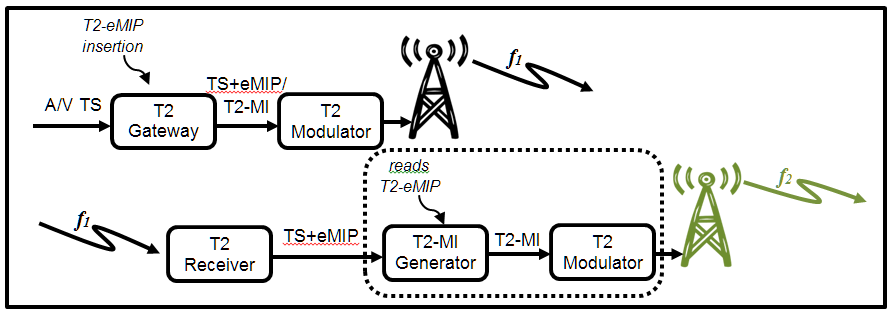 T2-eMIP
insertion
A/V TS
T2
Gateway
TS+eMIP/
T2-MI
T2
Modulator
f1
f1
T2
Receiver
TS+eMIP
reads
T2-eMIP
T2-MI
Generator
T2-MI
T2
Modulator
f2